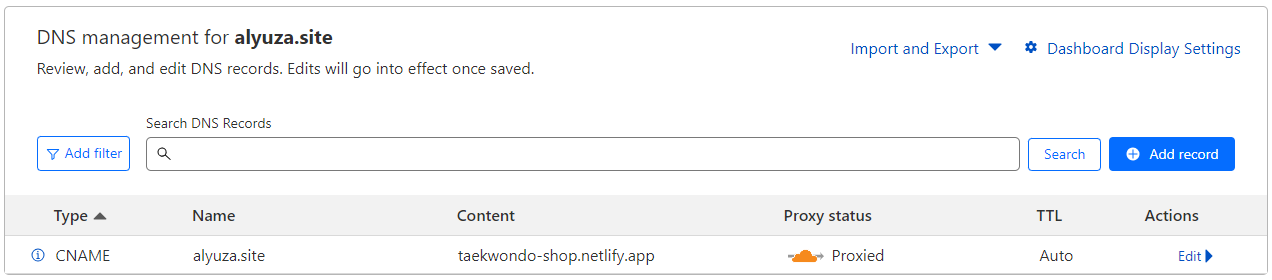 DNS management for alyuza.site
Import and Export
Dashboard Display Settings
Review, add, and edit DNS records. Edits will go into effect once saved.
Search DNS Records
Add filter
Search
Add record
Type Name Content Proxy status TTL Actions
CNAME alyuza.site taekwondo-shop.netlify.app Proxied Auto Edit